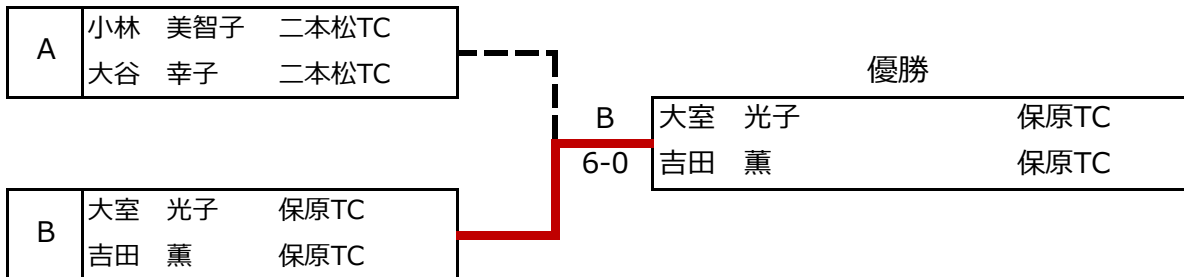 A
小林 美智子 二本松TC
大谷 幸子 二本松TC
優勝
B
6-0
大室 光子 保原TC
吉田 薫 保原TC
B
大室 光子 保原TC
吉田 薫 保原TC